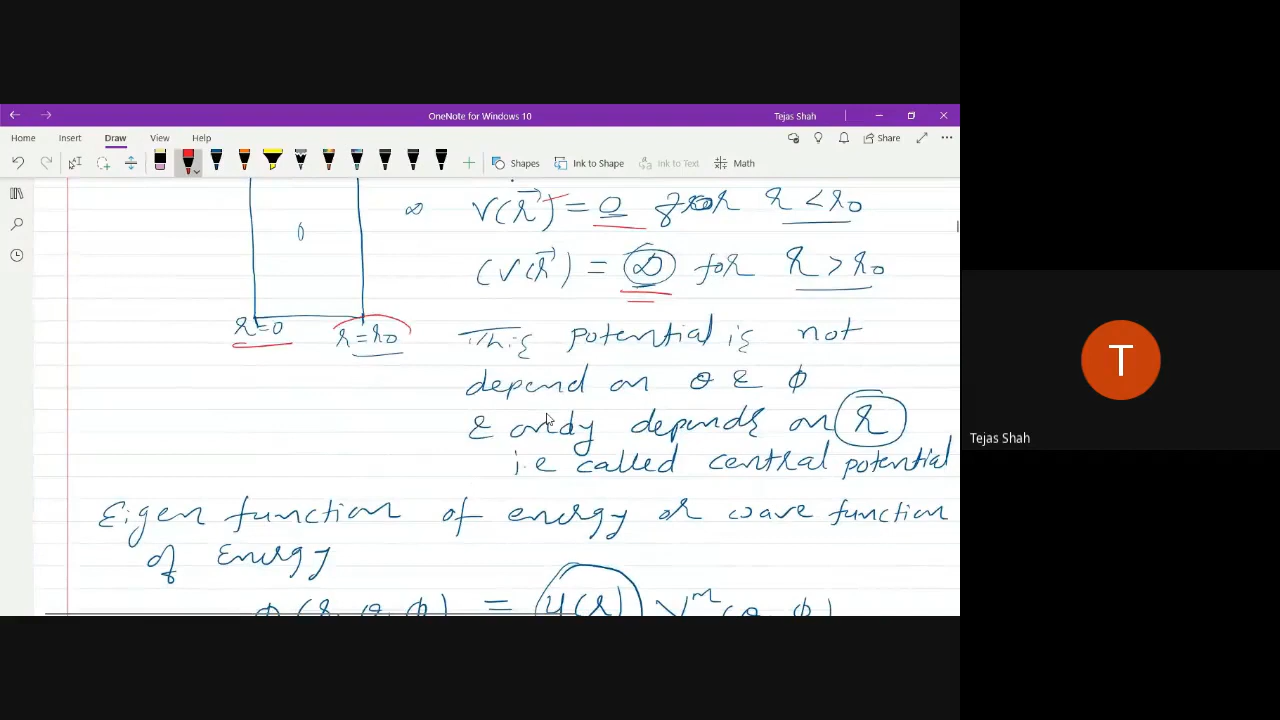 OneNote for Windows 10
Tejas Shah
Home Insert Draw View Help
Share
Shapes Ink to Shape Ink to Text Math
∞
V(r⃗) = 0 for r < r0
0
(V(r⃗) = ∞ for r > r0
r=0
r=r0
This potential is not
depend on θ & ϕ
& only depends on r
i.e called central potential
Eigen function of energy or wave function
of Energy
(r, θ, ϕ) = U(r) Y^m (θ, ϕ)
T
Tejas Shah